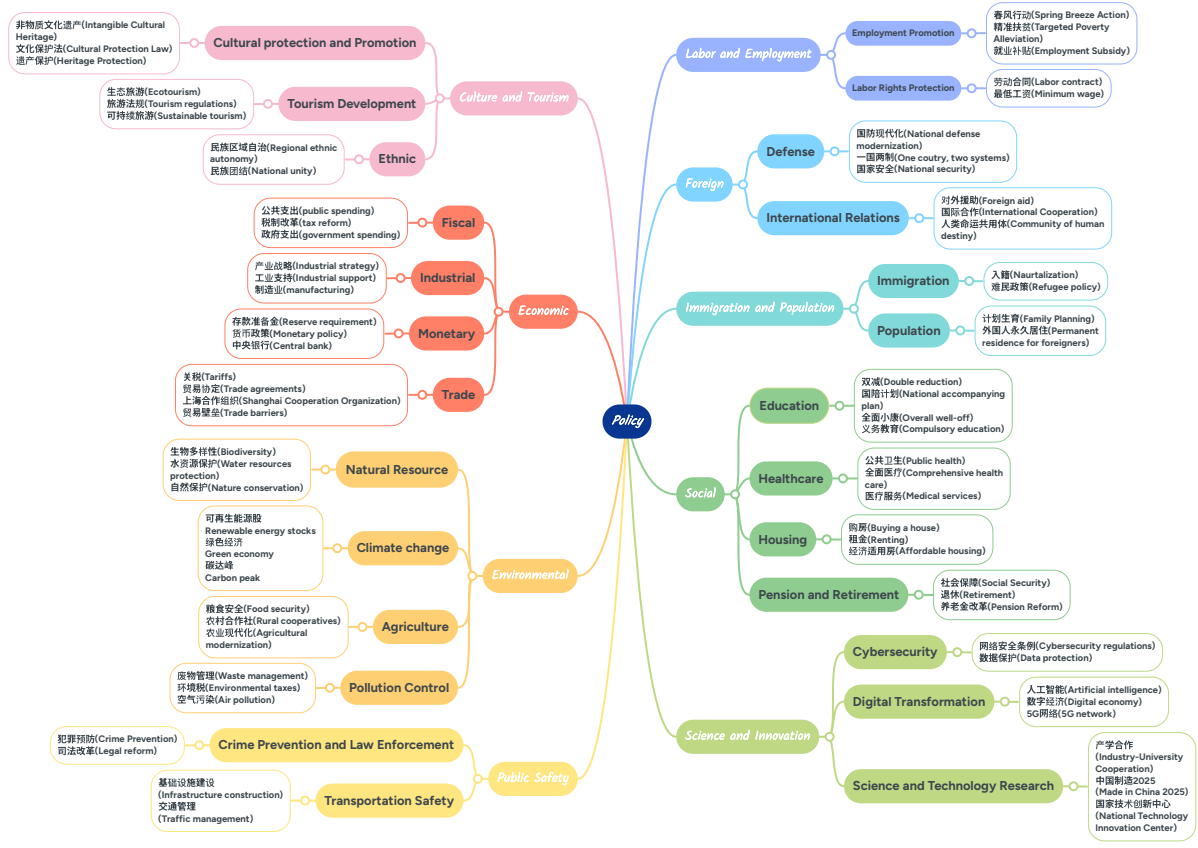 Policy
Culture and Tourism
Cultural protection and Promotion
非物质文化遗产(Intangible Cultural
Heritage)
文化保护法(Cultural Protection Law)
遗产保护(Heritage Protection)
Tourism Development
生态旅游(Ecotourism)
旅游法规(Tourism regulations)
可持续旅游(Sustainable tourism)
Ethnic
民族区域自治(Regional ethnic
autonomy)
民族团结(National unity)
Economic
Fiscal
公共支出(public spending)
税制改革(tax reform)
政府支出(government spending)
Industrial
产业战略(Industrial strategy)
工业支持(Industrial support)
制造业(manufacturing)
Monetary
存款准备金(Reserve requirement)
货币政策(Monetary policy)
中央银行(Central bank)
Trade
关税(Tariffs)
贸易协定(Trade agreements)
上海合作组织(Shanghai Cooperation Organization)
贸易壁垒(Trade barriers)
Environmental
Natural Resource
生物多样性(Biodiversity)
水资源保护(Water resources
protection)
自然保护(Nature conservation)
Climate change
可再生能源股
Renewable energy stocks
绿色经济
Green economy
碳达峰
Carbon peak
Agriculture
粮食安全(Food security)
农村合作社(Rural cooperatives)
农业现代化(Agricultural
modernization)
Pollution Control
废物管理(Waste management)
环境税(Environmental taxes)
空气污染(Air pollution)
Public Safety
Crime Prevention and Law Enforcement
犯罪预防(Crime Prevention)
司法改革(Legal reform)
Transportation Safety
基础设施建设
(Infrastructure construction)
交通管理
(Traffic management)
Labor and Employment
Employment Promotion
春风行动(Spring Breeze Action)
精准扶贫(Targeted Poverty
Alleviation)
就业补贴(Employment Subsidy)
Labor Rights Protection
劳动合同(Labor contract)
最低工资(Minimum wage)
Foreign
Defense
国防现代化(National defense
modernization)
一国两制(One coutry, two systems)
国家安全(National security)
International Relations
对外援助(Foreign aid)
国际合作(International Cooperation)
人类命运共用体(Community of human
destiny)
Immigration and Population
Immigration
入籍(Naurtalization)
难民政策(Refugee policy)
Population
计划生育(Family Planning)
外国人永久居住(Permanent
residence for foreigners)
Social
Education
双减(Double reduction)
国陪计划(National accompanying
plan)
全面小康(Overall well-off)
义务教育(Compulsory education)
Healthcare
公共卫生(Public health)
全面医疗(Comprehensive health
care)
医疗服务(Medical services)
Housing
购房(Buying a house)
租金(Renting)
经济适用房(Affordable housing)
Pension and Retirement
社会保障(Social Security)
退休(Retirement)
养老金改革(Pension Reform)
Science and Innovation
Cybersecurity
网络安全条例(Cybersecurity regulations)
数据保护(Data protection)
Digital Transformation
人工智能(Artificial intelligence)
数字经济(Digital economy)
5G网络(5G network)
Science and Technology Research
产学合作
(Industry-University
Cooperation)
中国制造2025
(Made in China 2025)
国家技术创新中心
(National Technology
Innovation Center)